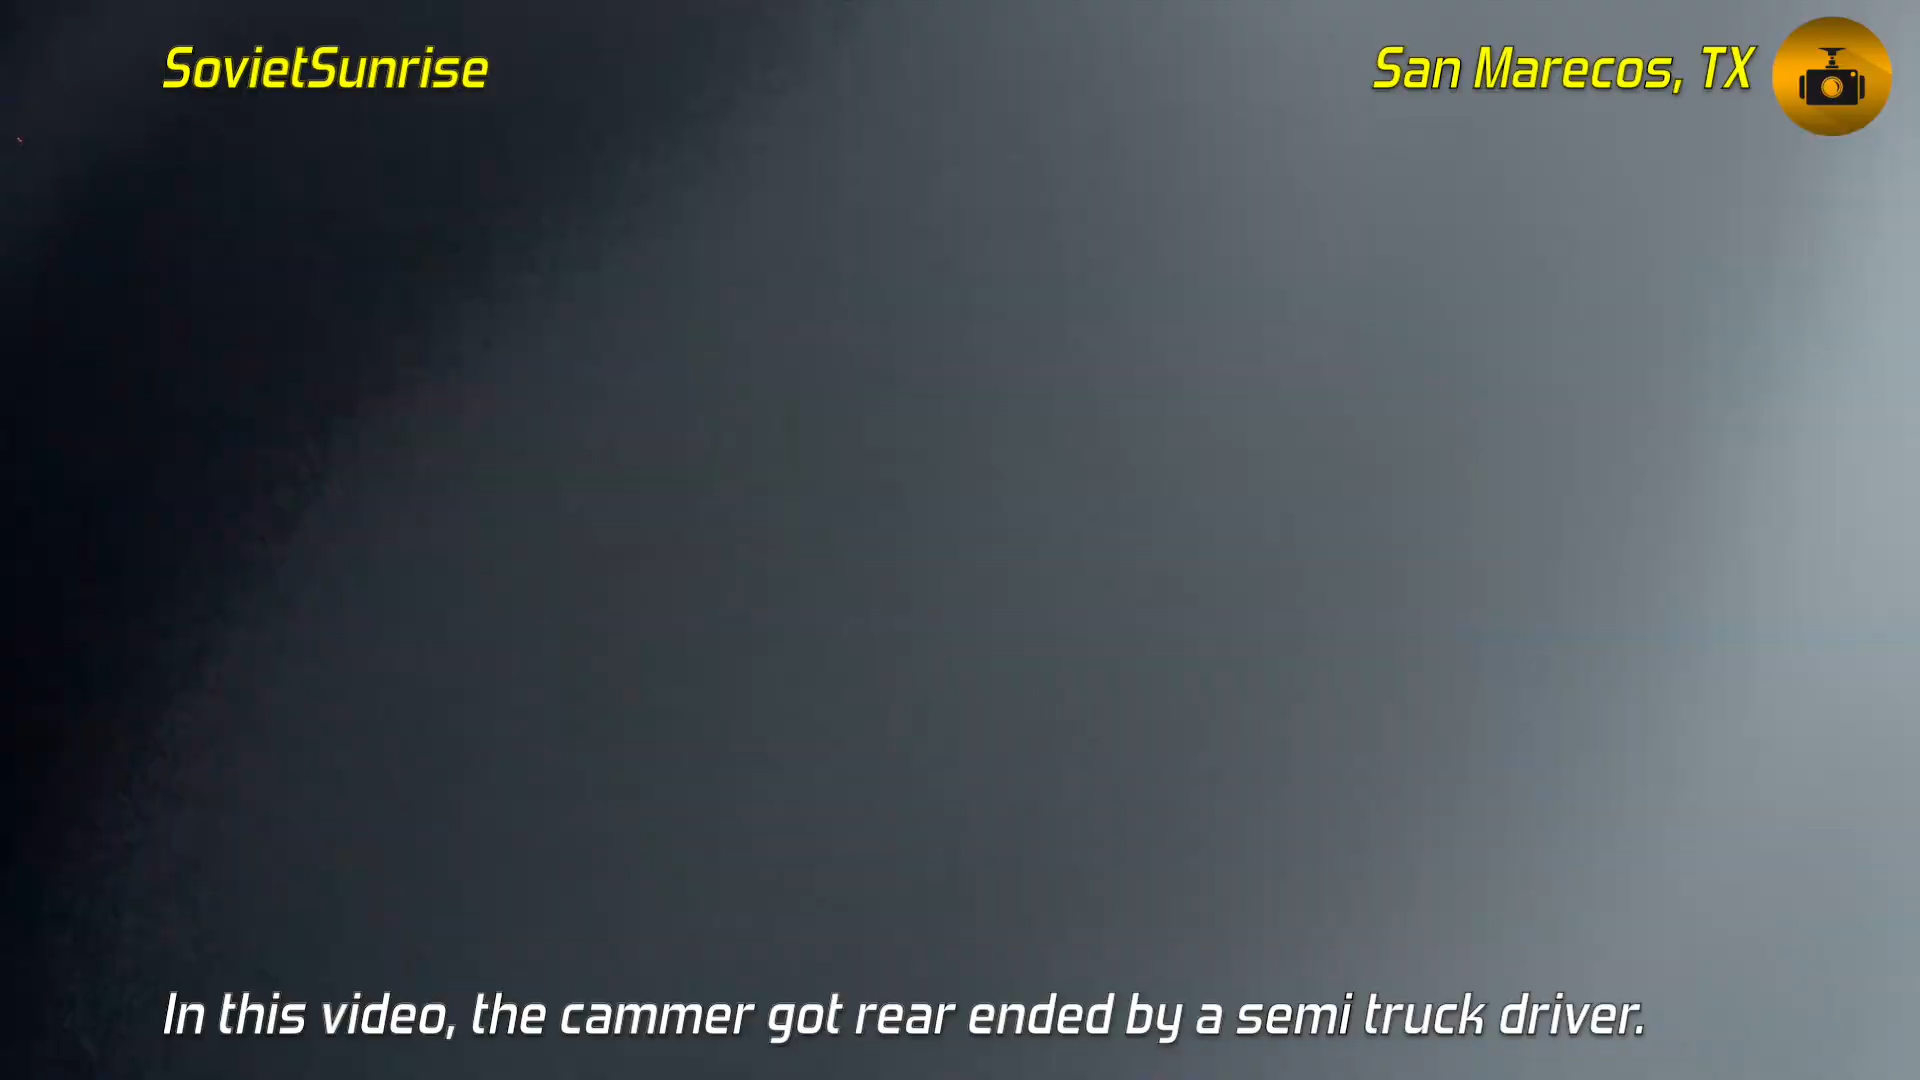 SovietSunrise
San Marecos, TX
In this video, the cammer got rear ended by a semi truck driver.